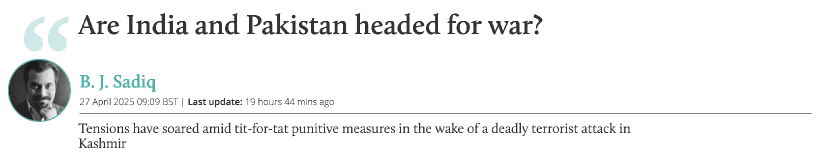 Are India and Pakistan headed for war?
B. J. Sadiq
27 April 2025 09:09 BST | Last update: 19 hours 44 mins ago
Tensions have soared amid tit-for-tat punitive measures in the wake of a deadly terrorist attack in
Kashmir